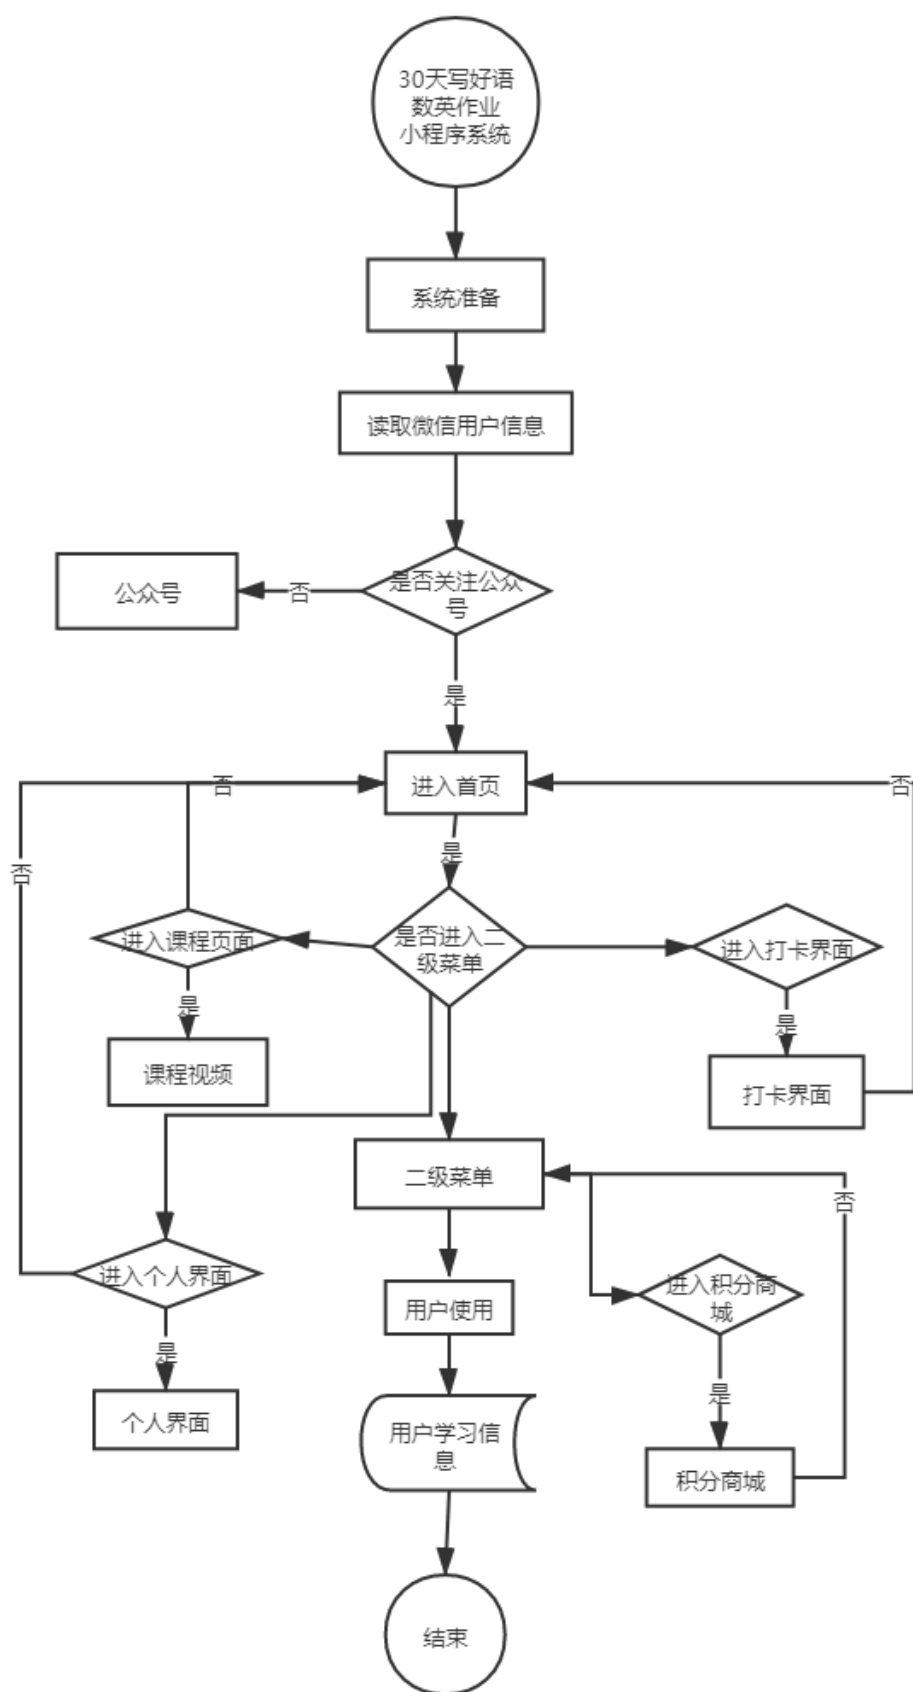 30天写好语
数英作业
小程序系统
系统准备
读取微信用户信息
是否关注公众
号
否
公众号
是
进入首页
否
否
否
是
是否进入二
级菜单
进入课程页面
进入打卡界面
是
是
课程视频
打卡界面
二级菜单
否
进入个人界面
进入积分商
城
用户使用
是
是
个人界面
用户学习信
息
积分商城
结束